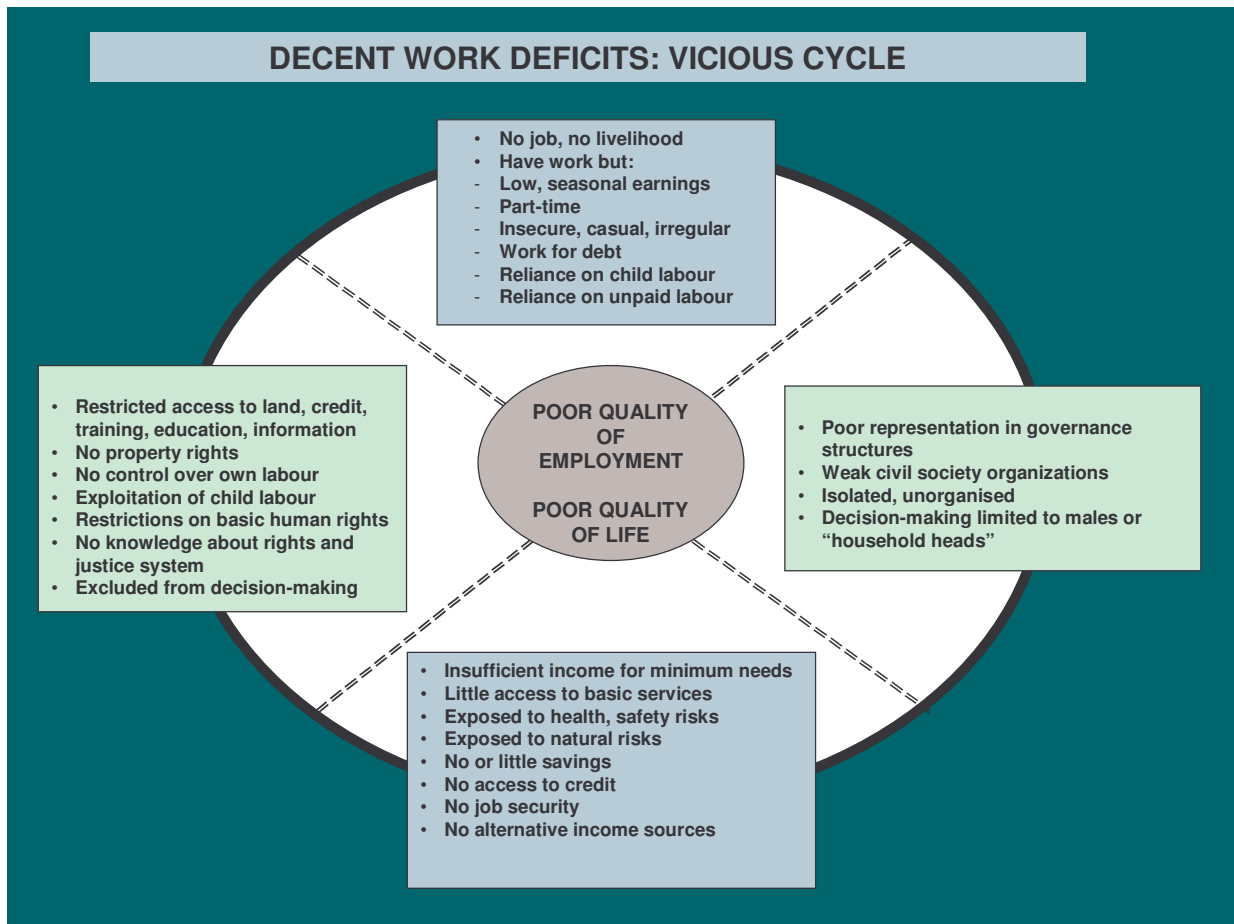 DECENT WORK DEFICITS: VICIOUS CYCLE
• No job, no livelihood
• Have work but:
- Low, seasonal earnings
- Part-time
- Insecure, casual, irregular
- Work for debt
- Reliance on child labour
- Reliance on unpaid labour
• Restricted access to land, credit,
training, education, information
• No property rights
• No control over own labour
• Exploitation of child labour
• Restrictions on basic human rights
• No knowledge about rights and
justice system
• Excluded from decision-making
POOR QUALITY
OF
EMPLOYMENT
POOR QUALITY
OF LIFE
• Poor representation in governance
structures
• Weak civil society organizations
• Isolated, unorganised
• Decision-making limited to males or
“household heads”
• Insufficient income for minimum needs
• Little access to basic services
• Exposed to health, safety risks
• Exposed to natural risks
• No or little savings
• No access to credit
• No job security
• No alternative income sources